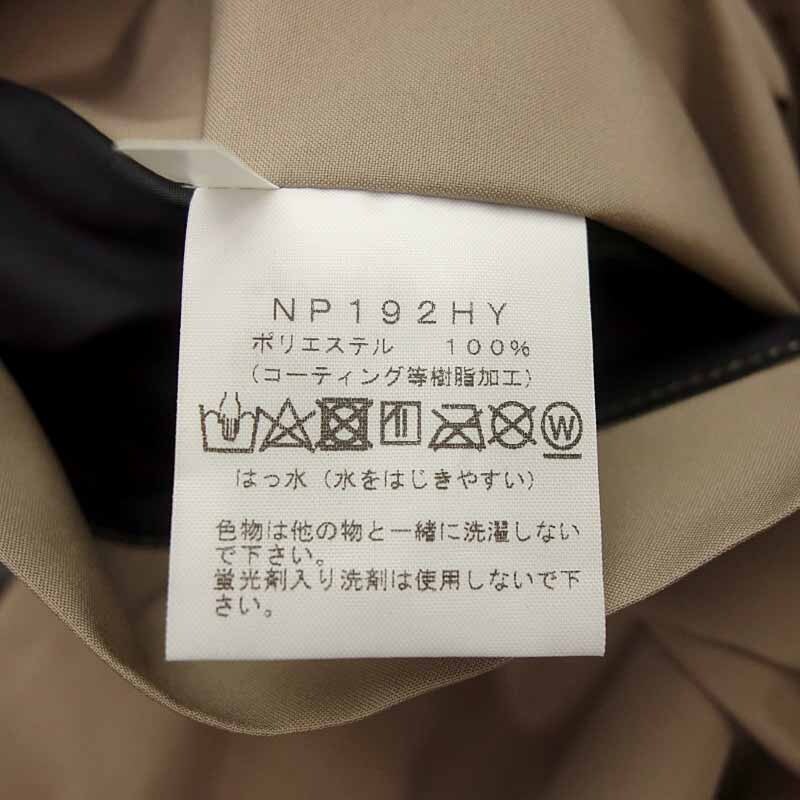 NP192HY
ポリエステル 100%
(コーティング等樹脂加工)
W
はっ水 (水をはじきやすい)
色物は他の物と一緒に洗濯しない
で下さい。
蛍光剤入り洗剤は使用しないで下
さい。